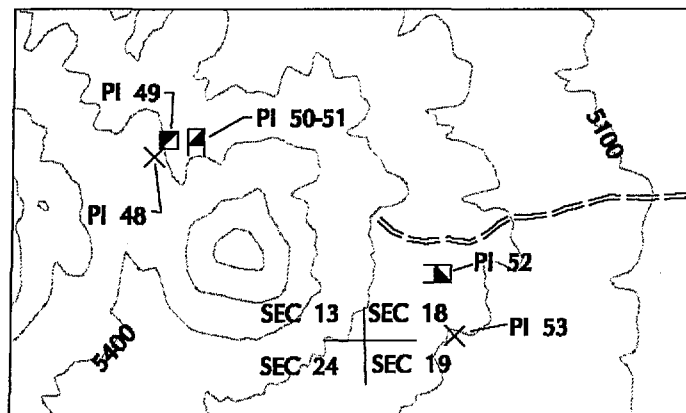 PI 49
PI 50-51
5100
PI 48
PI 52
SEC 13
SEC 18
PI 53
5400
SEC 24
SEC 19